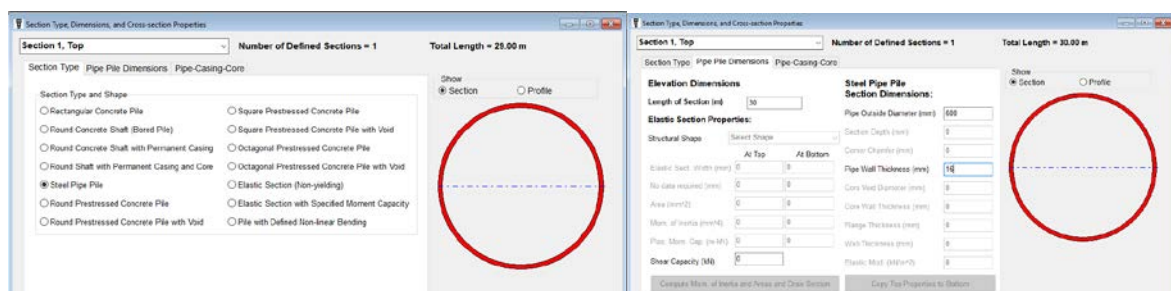 Section Type, Dimensions, and Cross-section Properties
Section 1, Top
Number of Defined Sections = 1
Total Length = 29.00 m
Section Type
Pipe Pile Dimensions
Pipe-Casing-Core
Section Type and Shape
Rectangular Concrete Pile
Round Concrete Shaft (Bored Pile)
Round Concrete Shaft with Permanent Casing
Round Shaft with Permanent Casing and Core
Steel Pipe Pile
Round Prestressed Concrete Pile
Round Prestressed Concrete Pile with Void
Square Prestressed Concrete Pile
Square Prestressed Concrete Pile with Void
Octagonal Prestressed Concrete Pile
Octagonal Prestressed Concrete Pile with Void
Elastic Section (Non-yielding)
Elastic Section with Specified Moment Capacity
Pile with Defined Non-linear Bending
Show
Section
Profile
Section Type, Dimensions, and Cross-section Properties
Section 1, Top
Number of Defined Sections = 1
Total Length = 30.00 m
Section Type
Pipe Pile Dimensions
Pipe-Casing-Core
Elevation Dimensions
Length of Section (m)
30
Elastic Section Properties:
Structural Shape
Select Shape
At Top
At Bottom
Elastic Sect. Width (mm)
0
0
No data required (mm)
0
0
Area (mm^2)
0
0
Mom. of Inertia (mm^4)
0
0
Plas. Mom. Cap. (m-kN)
0
0
Shear Capacity (kN)
0
Compute Mom. of Inertia and Areas and Draw Section
Steel Pipe Pile
Section Dimensions:
Pipe Outside Diameter (mm)
600
Section Depth (mm)
0
Corner Chamfer (mm)
0
Pipe Wall Thickness (mm)
16
Core Void Diameter (mm)
0
Core Wall Thickness (mm)
0
Flange Thickness (mm)
0
Web Thickness (mm)
0
Elastic Mod. (kN/m^2)
0
Copy Top Properties to Bottom
Show
Section
Profile